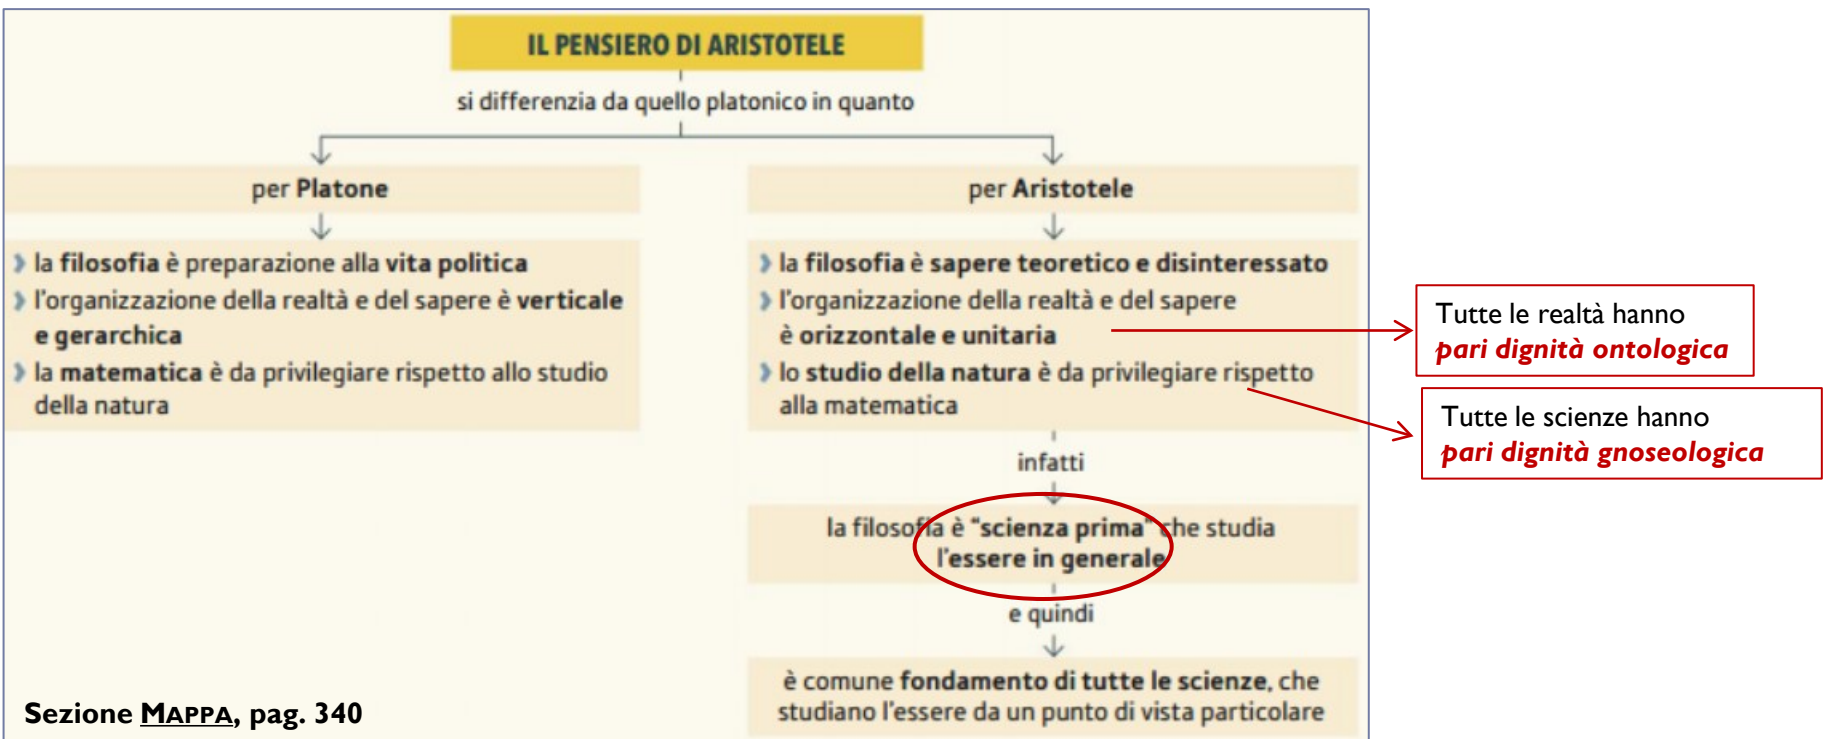 IL PENSIERO DI ARISTOTELE
si differenzia da quello platonico in quanto
per Platone
❯ la filosofia è preparazione alla vita politica
❯ l'organizzazione della realtà e del sapere è verticale
e gerarchica
❯ la matematica è da privilegiare rispetto allo studio
della natura
per Aristotele
❯ la filosofia è sapere teoretico e disinteressato
❯ l'organizzazione della realtà e del sapere
è orizzontale e unitaria
❯ lo studio della natura è da privilegiare rispetto
alla matematica
Tutte le realtà hanno
pari dignità ontologica
Tutte le scienze hanno
pari dignità gnoseologica
infatti
la filosofia è “scienza prima” che studia
l'essere in generale
e quindi
è comune fondamento di tutte le scienze, che
studiano l'essere da un punto di vista particolare
Sezione MAPPA, pag. 340